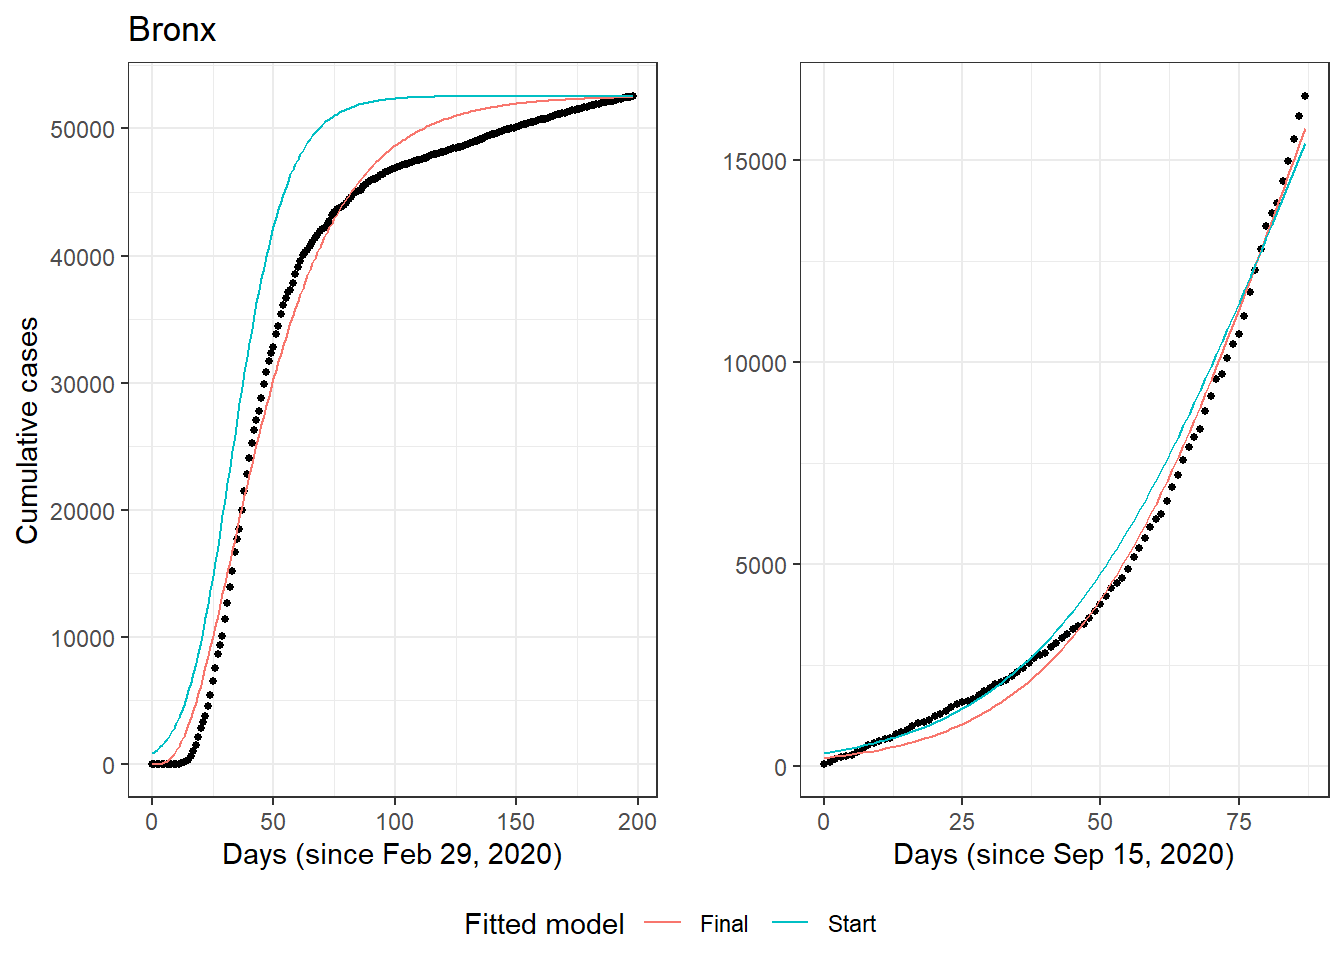 Bronx
Cumulative cases
50000
40000
30000
20000
10000
0
0 50 100 150 200
Days (since Feb 29, 2020)
15000
10000
5000
0
0 25 50 75
Days (since Sep 15, 2020)
Fitted model Final Start